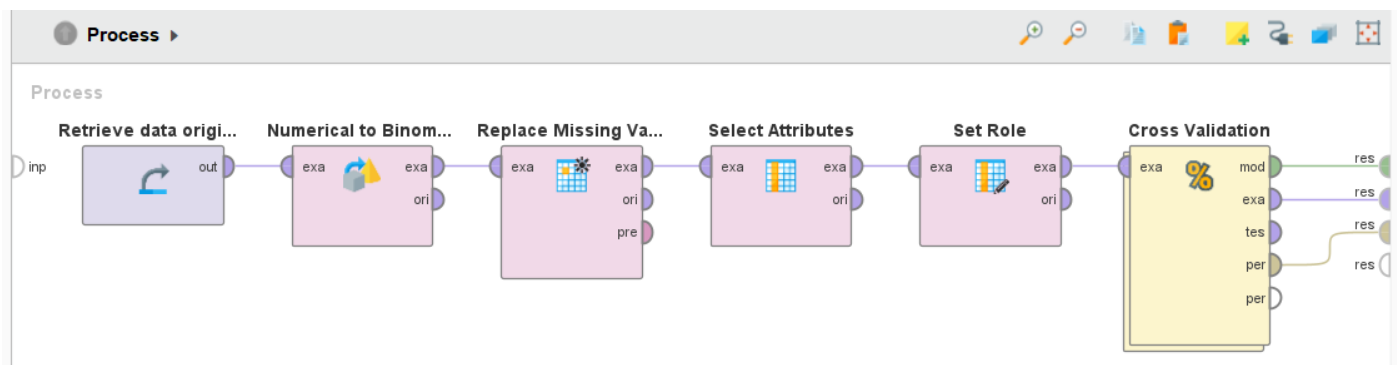 Process
Process
Retrieve data origi... Numerical to Binom... Replace Missing Va... Select Attributes Set Role Cross Validation
inp out exa exa exa exa exa exa exa exa exa mod res
ori ori ori ori exa res
pre tes res
per res
per